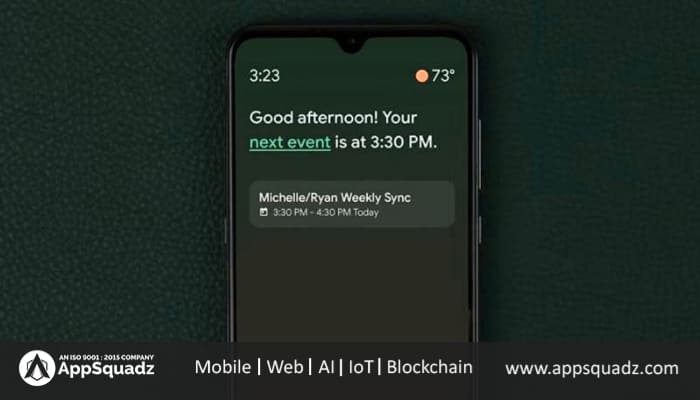 3:23
73°
Good afternoon! Your
next event is at 3:30 PM.
Michelle/Ryan Weekly Sync
3:30 PM - 4:30 PM Today
AN ISO 9001 : 2015 COMPANY
AppSquadz
Mobile | Web | AI | IoT | Blockchain
www.appsquadz.com